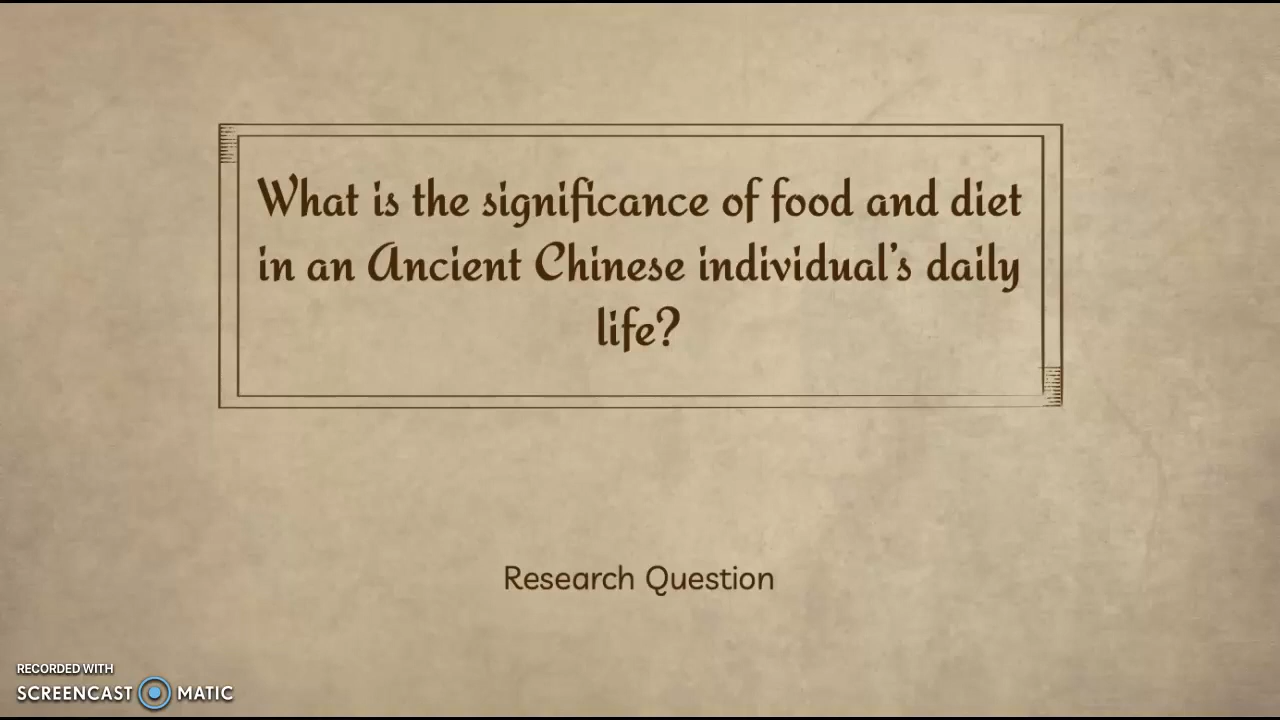 What is the significance of food and diet
in an Ancient Chinese individual's daily
life?
Research Question
RECORDED WITH
SCREENCAST MATIC